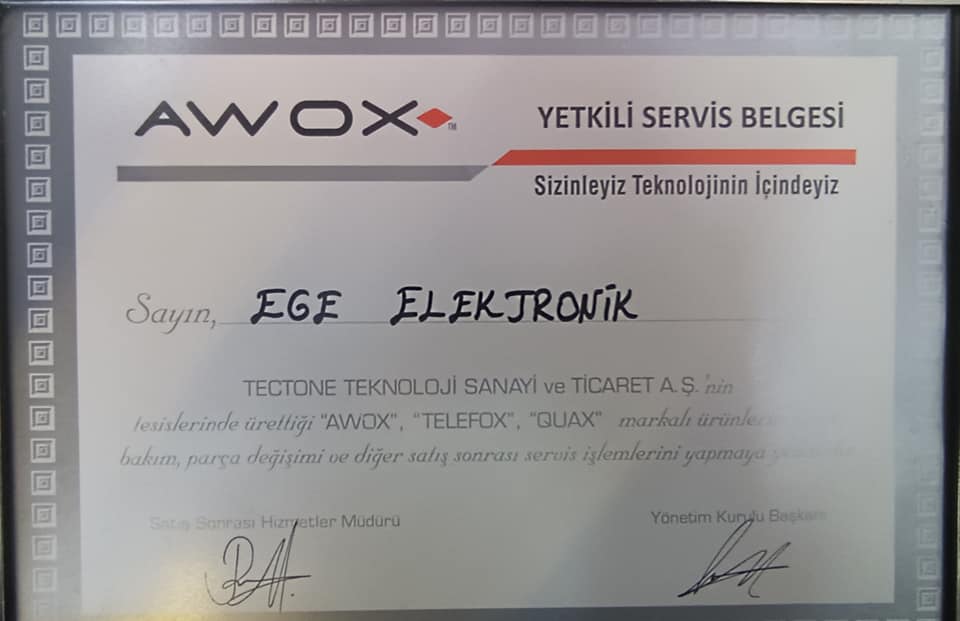 AWOX TM
YETKİLİ SERVİS BELGESİ
Sizinleyiz Teknolojinin İçindeyiz
Sayın, EGE ELEKTRONİK
TECTONE TEKNOLOJİ SANAYİ ve TİCARET A.Ş.'nin
tesislerinde ürettiği "AWOX", "TELEFOX", "QUAX" markalı
bakım, parça değişimi ve diğer satış sonrası servis işlemlerini yapmaya
Satış Sonrası Hizmetler Müdürü
Yönetim Kurulu Başkanı